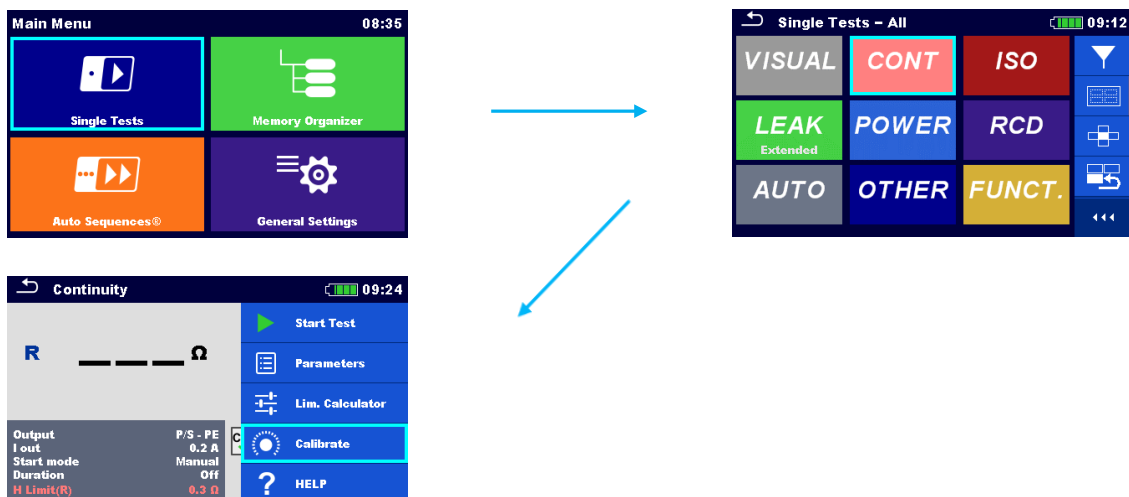 Main Menu 08:35
Single Tests Memory Organizer
Auto Sequences® General Settings
Single Tests – All 09:12
VISUAL CONT ISO
LEAK POWER RCD
Extended
AUTO OTHER FUNCT.
Continuity 09:24
R _ _ _ Ω
Output P/S - PE
I out 0.2 A
Start mode Manual
Duration Off
H Limit(R) 0.3 Ω
C
Start Test
Parameters
Lim. Calculator
Calibrate
? HELP